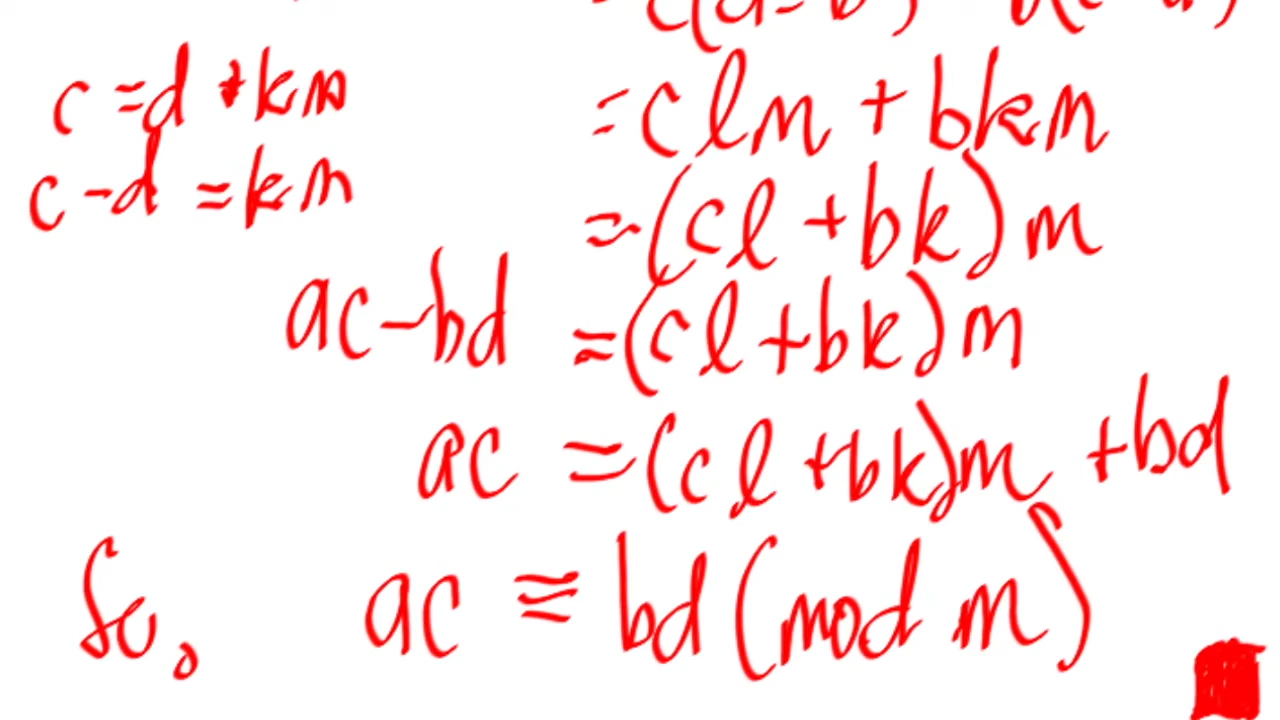 = c(a-b) + b(c-d)
c = d + km
= clm + bkm
c - d = km
= (cl + bk)m
ac - bd = (cl + bk)m
ac = (cl + bk)m + bd
So, ac ≡ bd (mod m)